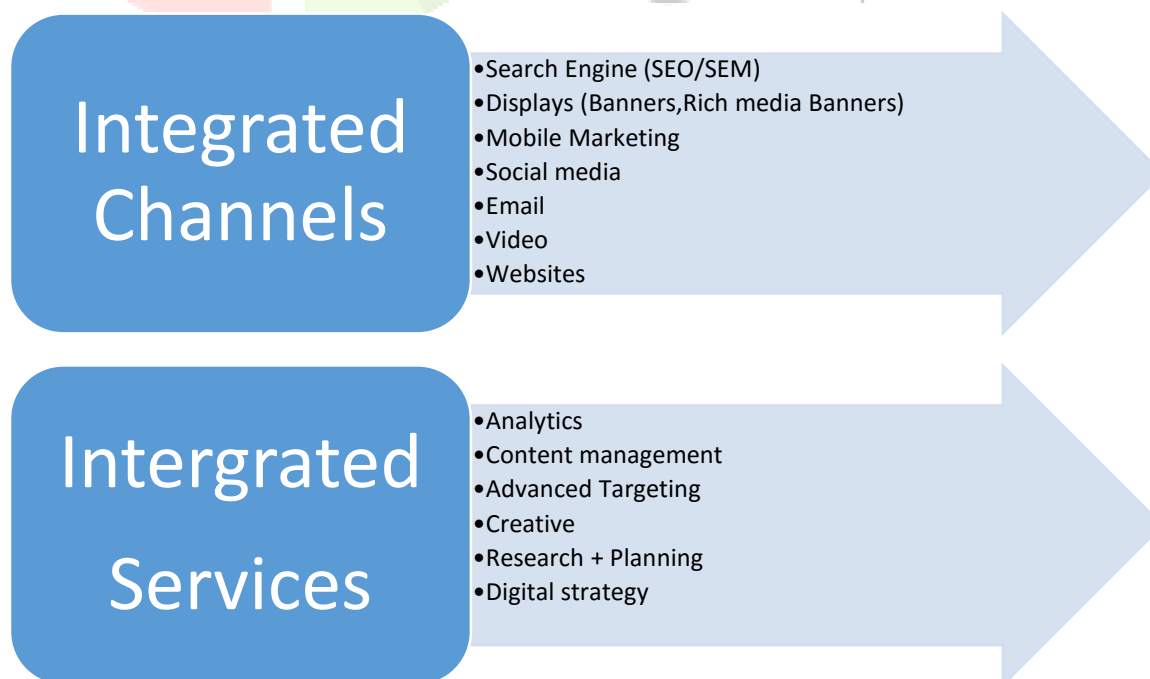 Integrated
Channels
•Search Engine (SEO/SEM)
•Displays (Banners,Rich media Banners)
•Mobile Marketing
•Social media
•Email
•Video
•Websites
Intergrated
Services
•Analytics
•Content management
•Advanced Targeting
•Creative
•Research + Planning
•Digital strategy